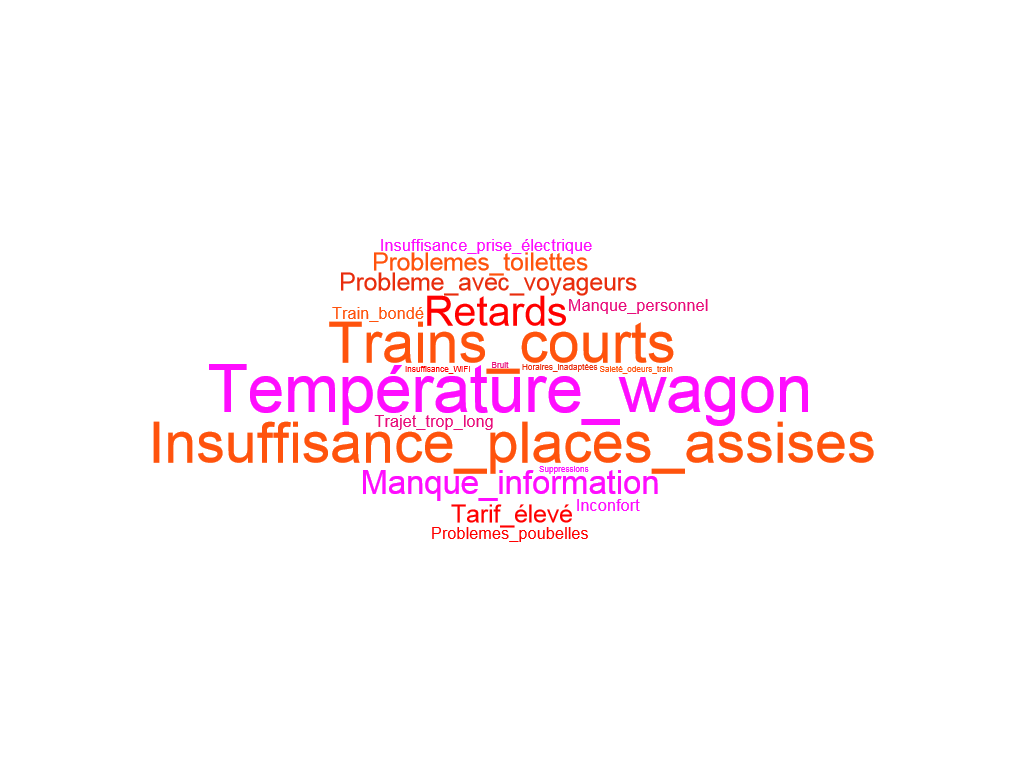 Insuffisance_prise_électrique
Problemes_toilettes
Probleme_avec_voyageurs
Retards
Manque_personnel
Train_bondé
Trains_courts
Insuffisance_WIFI
Bruit
Horaires_inadaptées
Saleté_odeurs_train
Température_wagon
Trajet_trop_long
Insuffisance_places_assises
Suppressions
Manque_information
Inconfort
Tarif_élevé
Problemes_poubelles